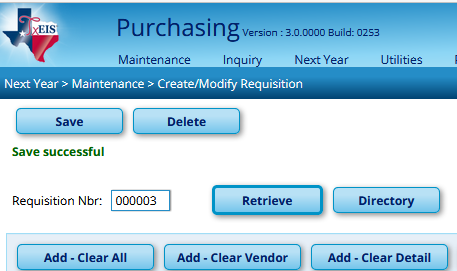 TxEIS
Purchasing Version : 3.0.0000 Build: 0253
Maintenance Inquiry Next Year Utilities
Next Year > Maintenance > Create/Modify Requisition
Save Delete
Save successful
Requisition Nbr: 000003 Retrieve Directory
Add - Clear All Add - Clear Vendor Add - Clear Detail